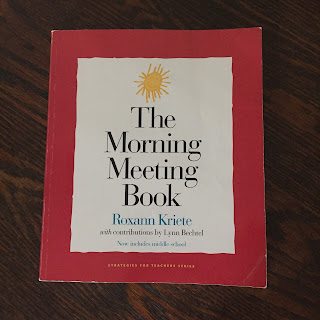 The
Morning
Meeting
Book
Roxann Kriete
with contributions by Lynn Bechtel
Now includes middle school
STRATEGIES FOR TEACHERS SERIES